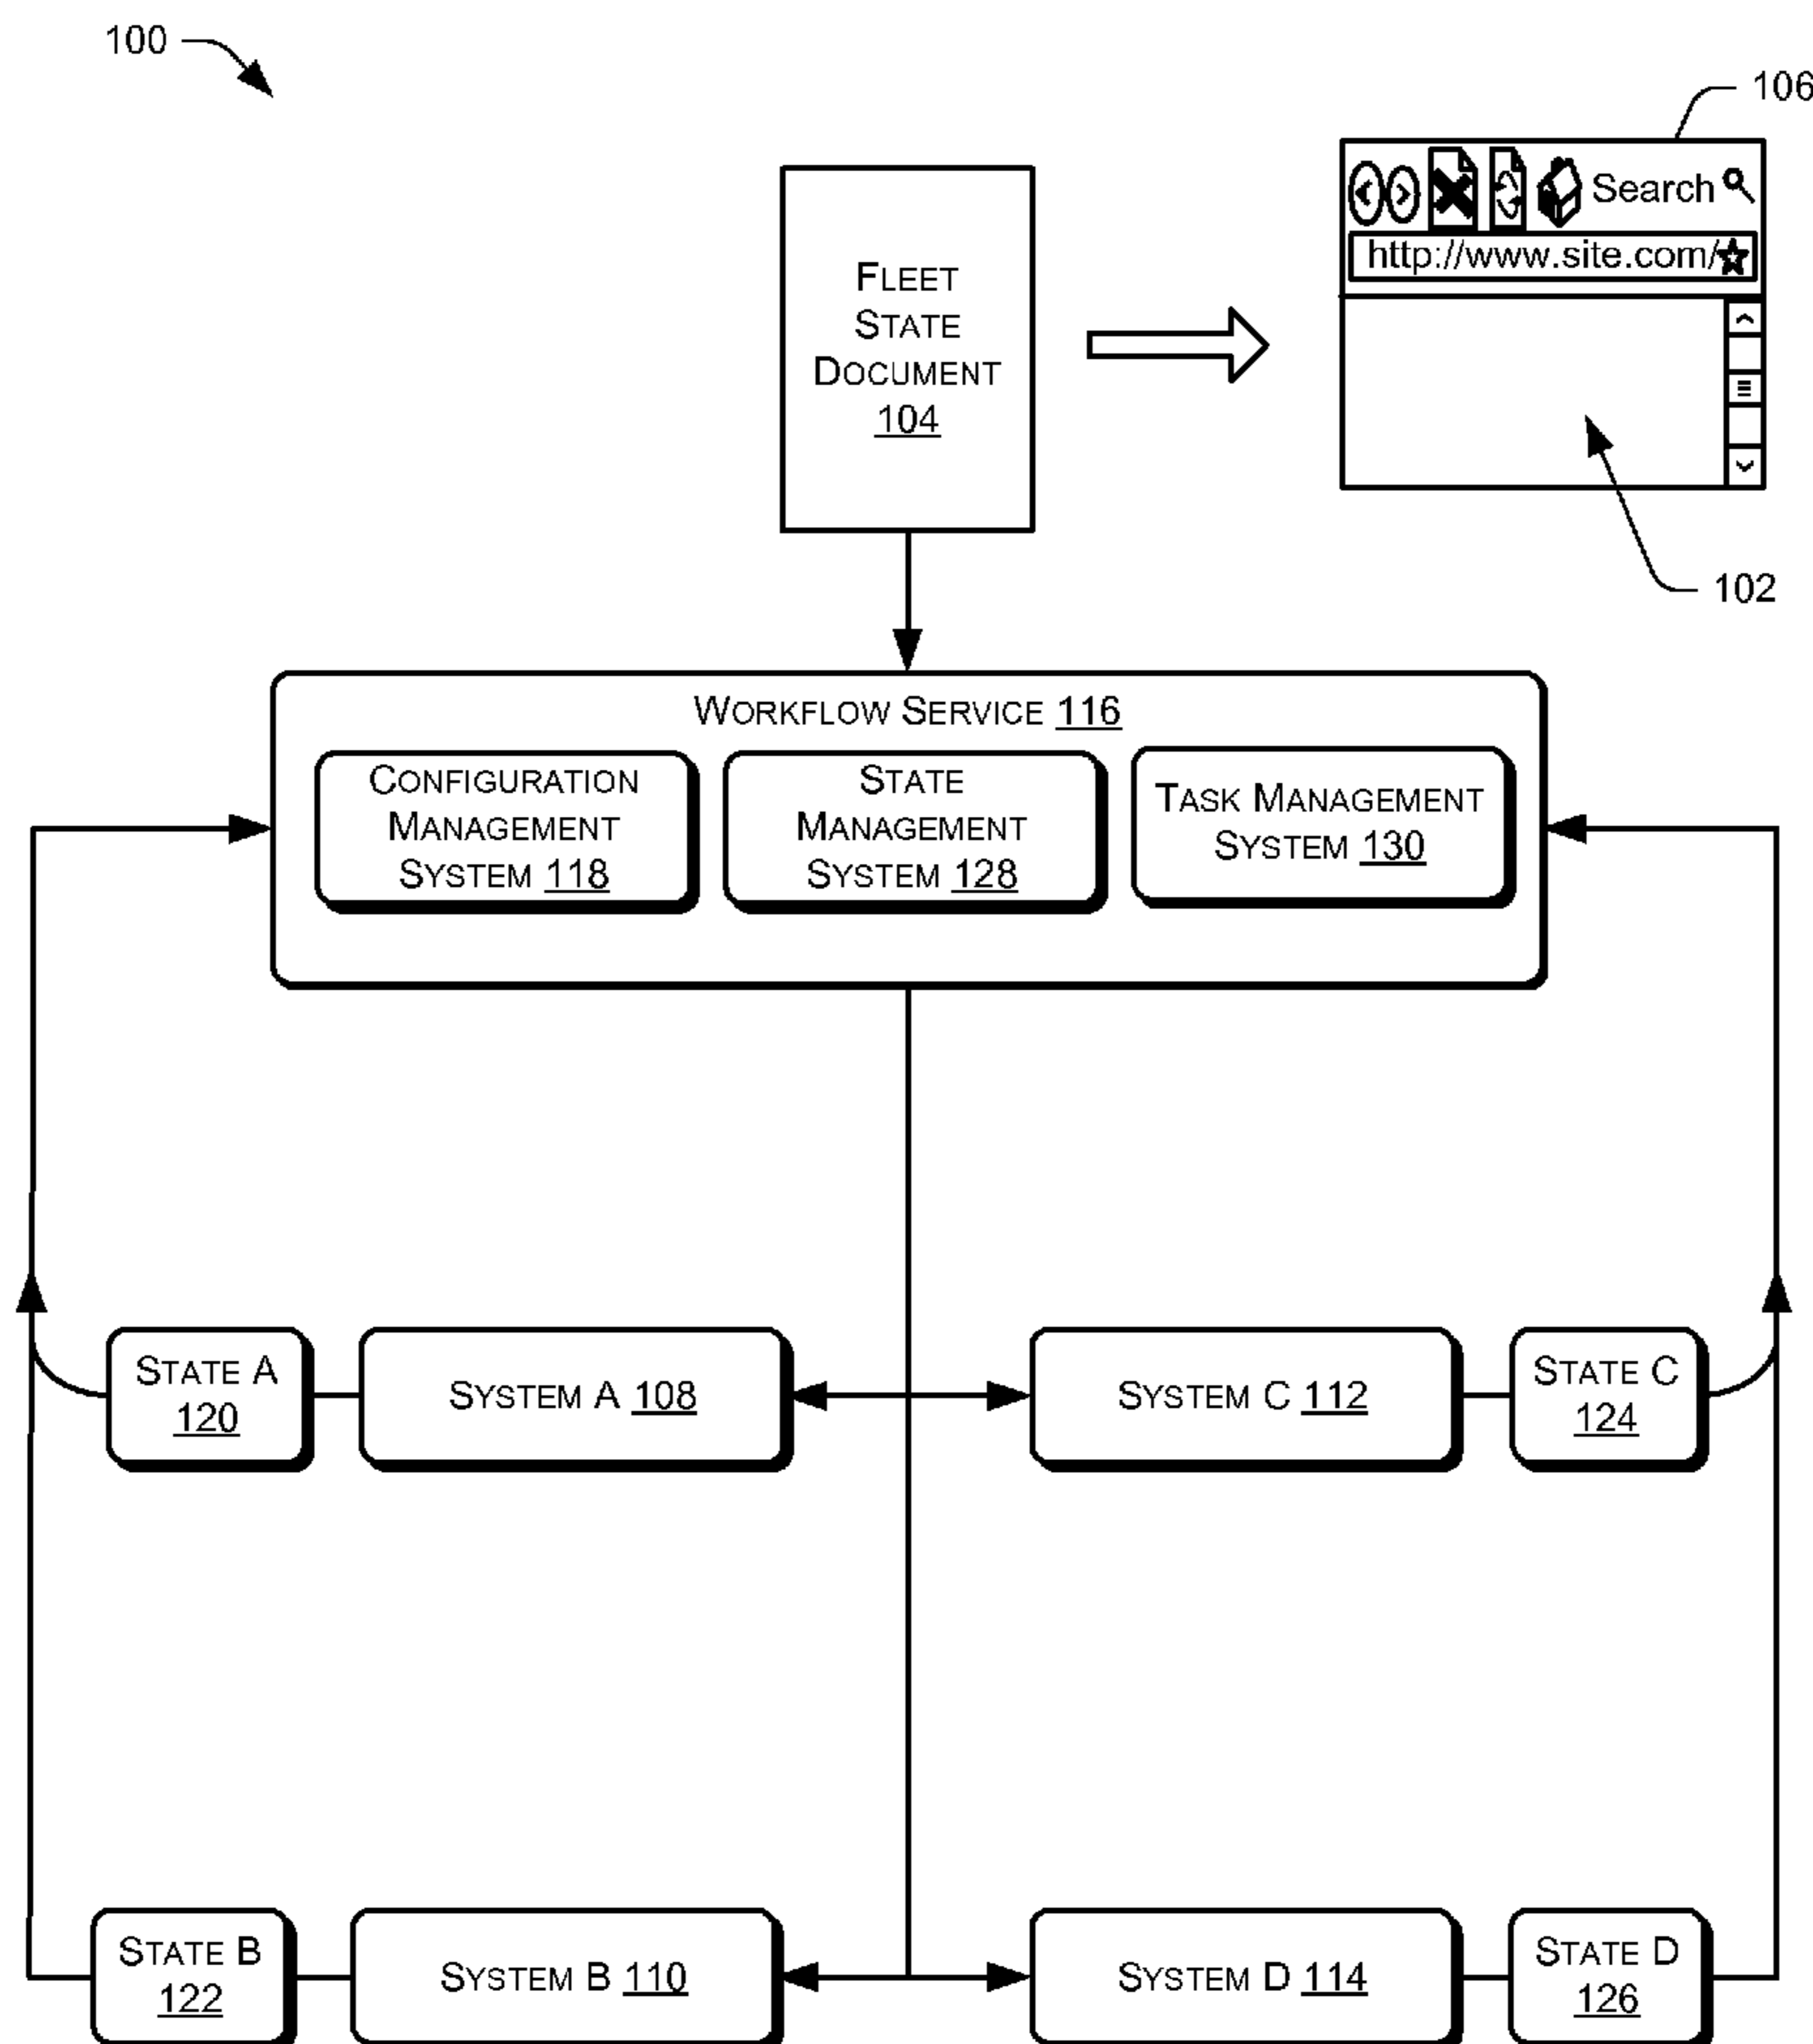 100
106
Search
http://www.site.com/
FLEET
STATE
DOCUMENT
104
102
WORKFLOW SERVICE 116
CONFIGURATION
MANAGEMENT
SYSTEM 118
STATE
MANAGEMENT
SYSTEM 128
TASK MANAGEMENT
SYSTEM 130
STATE A
120
SYSTEM A 108
SYSTEM C 112
STATE C
124
STATE B
122
SYSTEM B 110
SYSTEM D 114
STATE D
126